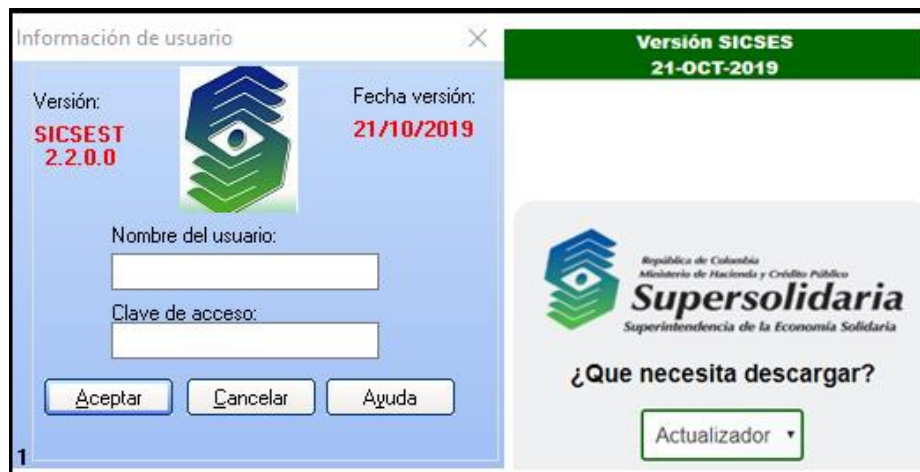 Información de usuario
Versión:
SICSEST
2.2.0.0
Fecha versión:
21/10/2019
Nombre del usuario:
Clave de acceso:
Aceptar
Cancelar
Ayuda
1
Versión SICSES
21-OCT-2019
República de Colombia
Ministerio de Hacienda y Crédito Público
Supersolidaria
Superintendencia de la Economía Solidaria
¿Que necesita descargar?
Actualizador